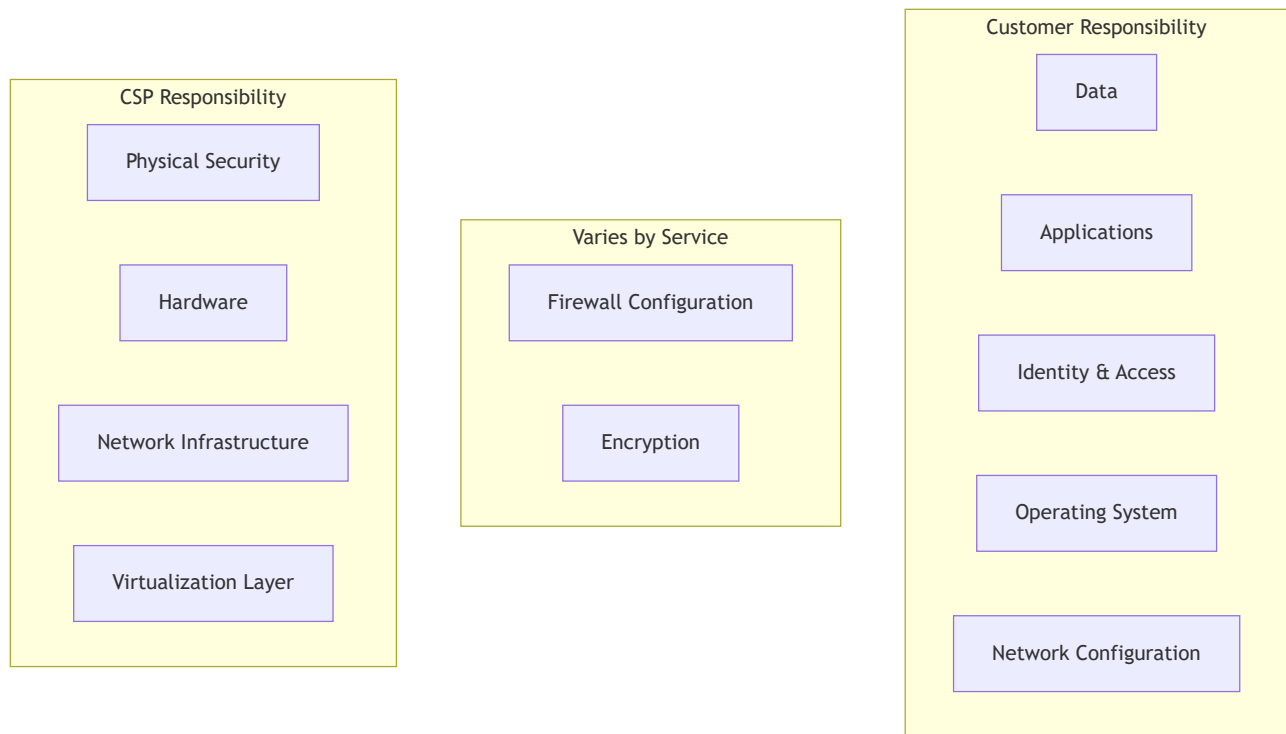 CSP Responsibility
Physical Security
Hardware
Network Infrastructure
Virtualization Layer
Varies by Service
Firewall Configuration
Encryption
Customer Responsibility
Data
Applications
Identity & Access
Operating System
Network Configuration